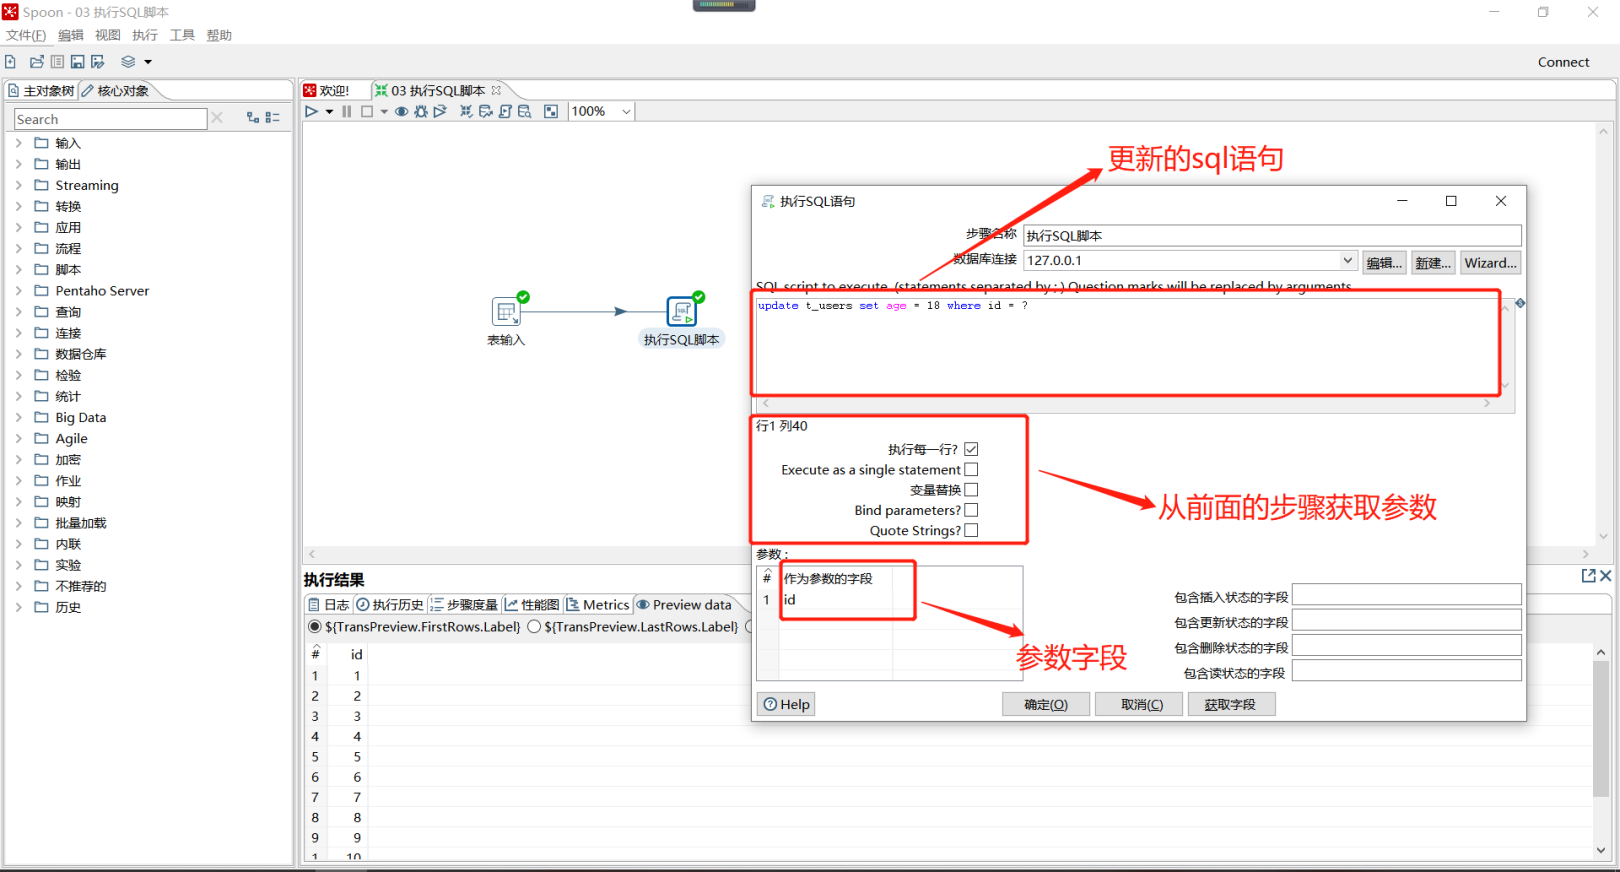 Spoon - 03 执行SQL脚本
文件(F) 编辑 视图 执行 工具 帮助
Connect
主对象树 核心对象
Search
输入
输出
Streaming
转换
应用
流程
脚本
Pentaho Server
查询
连接
数据仓库
检验
统计
Big Data
Agile
加密
作业
映射
批量加载
内联
实验
不推荐的
历史
欢迎! 03 执行SQL脚本
100%
表输入
执行SQL脚本
更新的sql语句
执行SQL语句
步骤名称 执行SQL脚本
数据库连接 127.0.0.1 编辑... 新建... Wizard...
SQL script to execute. (statements separated by ; ) Question marks will be replaced by arguments.
update t_users set age = 18 where id = ?
行1 列40
执行每一行?
Execute as a single statement
变量替换
Bind parameters?
Quote Strings?
从前面的步骤获取参数
参数 :
# 作为参数的字段
1 id
参数字段
包含插入状态的字段
包含更新状态的字段
包含删除状态的字段
包含读状态的字段
Help 确定(O) 取消(C) 获取字段
执行结果
日志 执行历史 步骤度量 性能图 Metrics Preview data
${TransPreview.FirstRows.Label} ${TransPreview.LastRows.Label}
# id
1 1
2 2
3 3
4 4
5 5
6 6
7 7
8 8
9 9
1 10